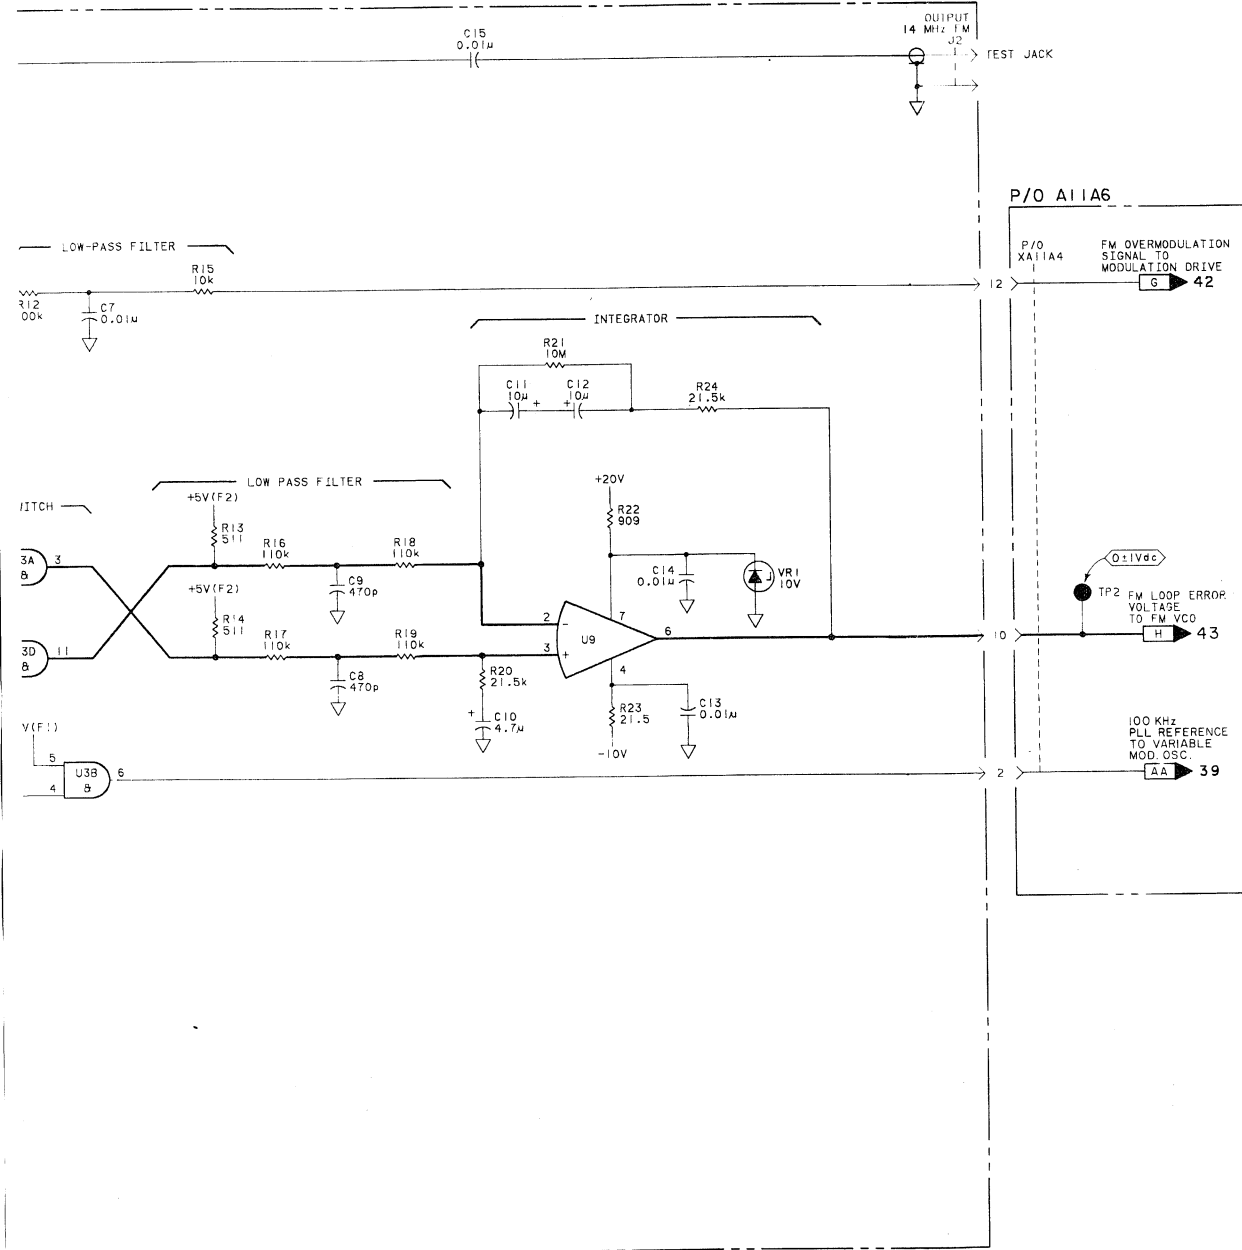 OUTPUT
14 MHz FM
J2
TEST JACK
C15
0.01µ
P/O A11A6
P/O
XA11A4
FM OVERMODULATION
SIGNAL TO
MODULATION DRIVE
G 42
12
LOW-PASS FILTER
R15
10k
R12
00k
C7
0.01µ
INTEGRATOR
R21
10M
C11
10µ
+
C12
10µ
+
R24
21.5k
LOW PASS FILTER
+5V(F2)
R13
511
ITCH
3A
&
3
R16
110k
R18
110k
C9
470p
+5V(F2)
R14
511
R17
110k
R19
110k
C8
470p
3D
&
11
+20V
R22
909
C14
0.01µ
VR1
10V
2
−
3
+
U9
7
6
4
R20
21.5k
+
C10
4.7µ
R23
21.5
-10V
C13
0.01µ
10
0±1Vdc
TP2
FM LOOP ERROR
VOLTAGE
TO FM VCO
H 43
V(F1)
5
4
U3B
&
6
2
100 KHz
PLL REFERENCE
TO VARIABLE
MOD. OSC.
AA 39